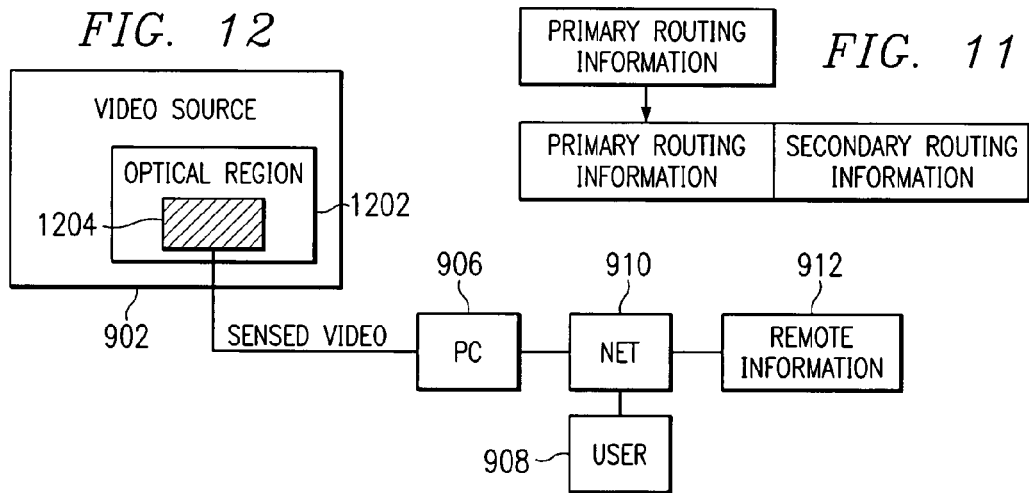 FIG. 12
VIDEO SOURCE
OPTICAL REGION
1204
1202
902
SENSED VIDEO
PRIMARY ROUTING
INFORMATION
FIG. 11
PRIMARY ROUTING
INFORMATION
SECONDARY ROUTING
INFORMATION
906
PC
910
NET
912
REMOTE
INFORMATION
908
USER